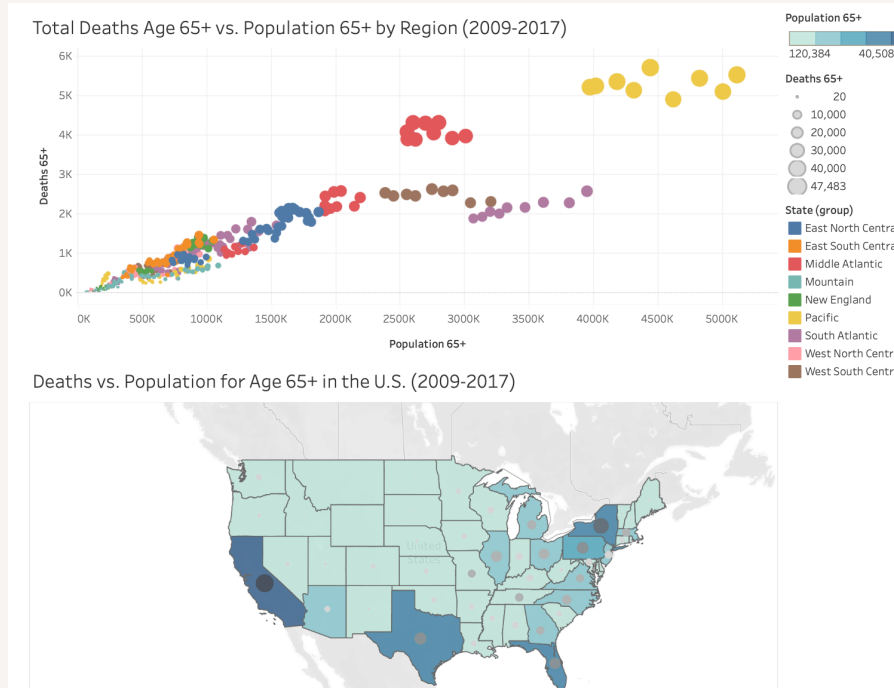 Total Deaths Age 65+ vs. Population 65+ by Region (2009-2017)
6K
5K
4K
3K
2K
1K
0K
Deaths 65+
0K 500K 1000K 1500K 2000K 2500K 3000K 3500K 4000K 4500K 5000K
Population 65+
Population 65+
120,384 40,508
Deaths 65+
20
10,000
20,000
30,000
40,000
47,483
State (group)
East North Centra
East South Centra
Middle Atlantic
Mountain
New England
Pacific
South Atlantic
West North Centr
West South Centr
Deaths vs. Population for Age 65+ in the U.S. (2009-2017)
United
States